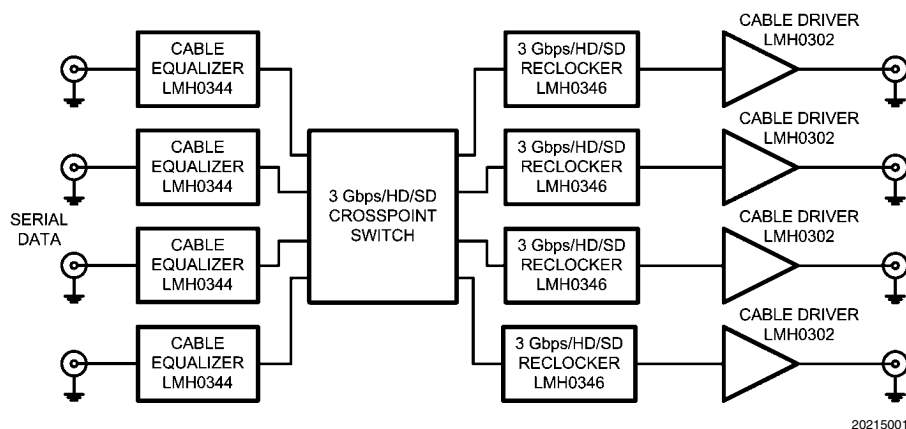 CABLE
EQUALIZER
LMH0344
3 Gbps/HD/SD
RECLOCKER
LMH0346
CABLE DRIVER
LMH0302
CABLE
EQUALIZER
LMH0344
3 Gbps/HD/SD
RECLOCKER
LMH0346
CABLE DRIVER
LMH0302
SERIAL
DATA
3 Gbps/HD/SD
CROSSPOINT
SWITCH
CABLE
EQUALIZER
LMH0344
3 Gbps/HD/SD
RECLOCKER
LMH0346
CABLE DRIVER
LMH0302
CABLE
EQUALIZER
LMH0344
3 Gbps/HD/SD
RECLOCKER
LMH0346
CABLE DRIVER
LMH0302
20215001